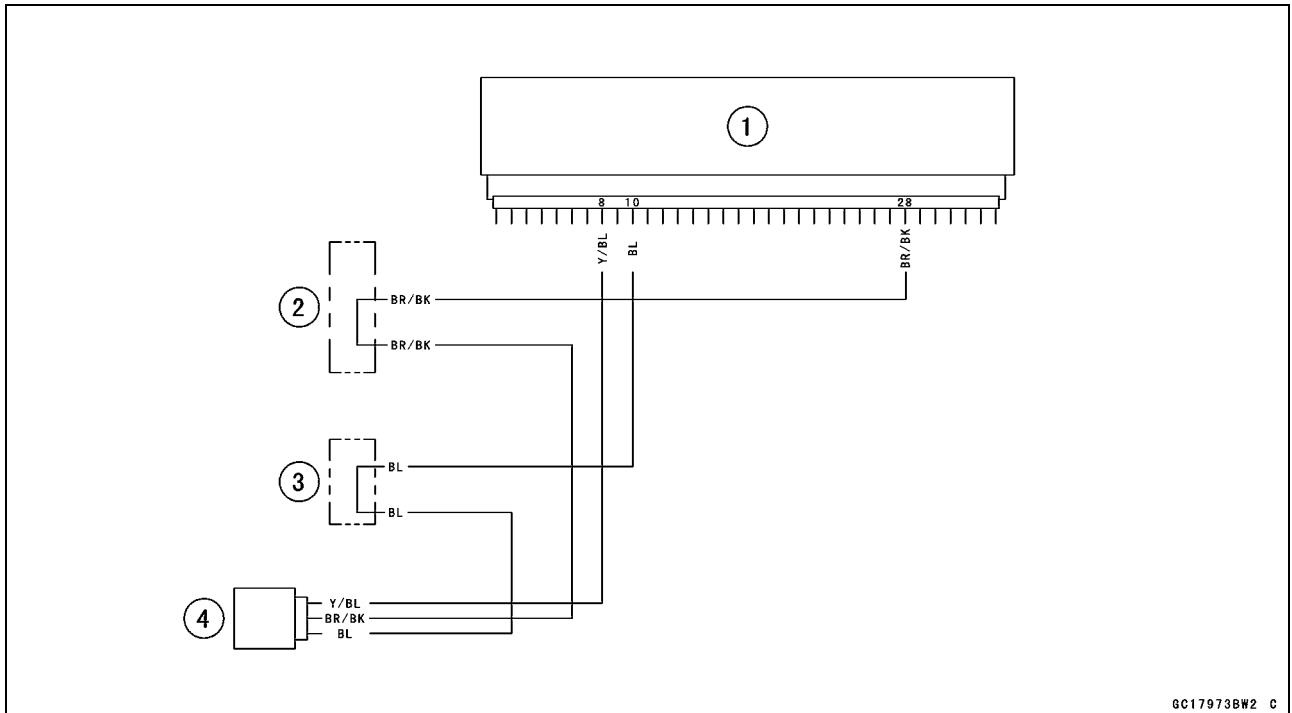 1
8 10 28
Y/BL BL BR/BK
2
BR/BK
BR/BK
3
BL
BL
4
Y/BL
BR/BK
BL
GC17973BW2 C